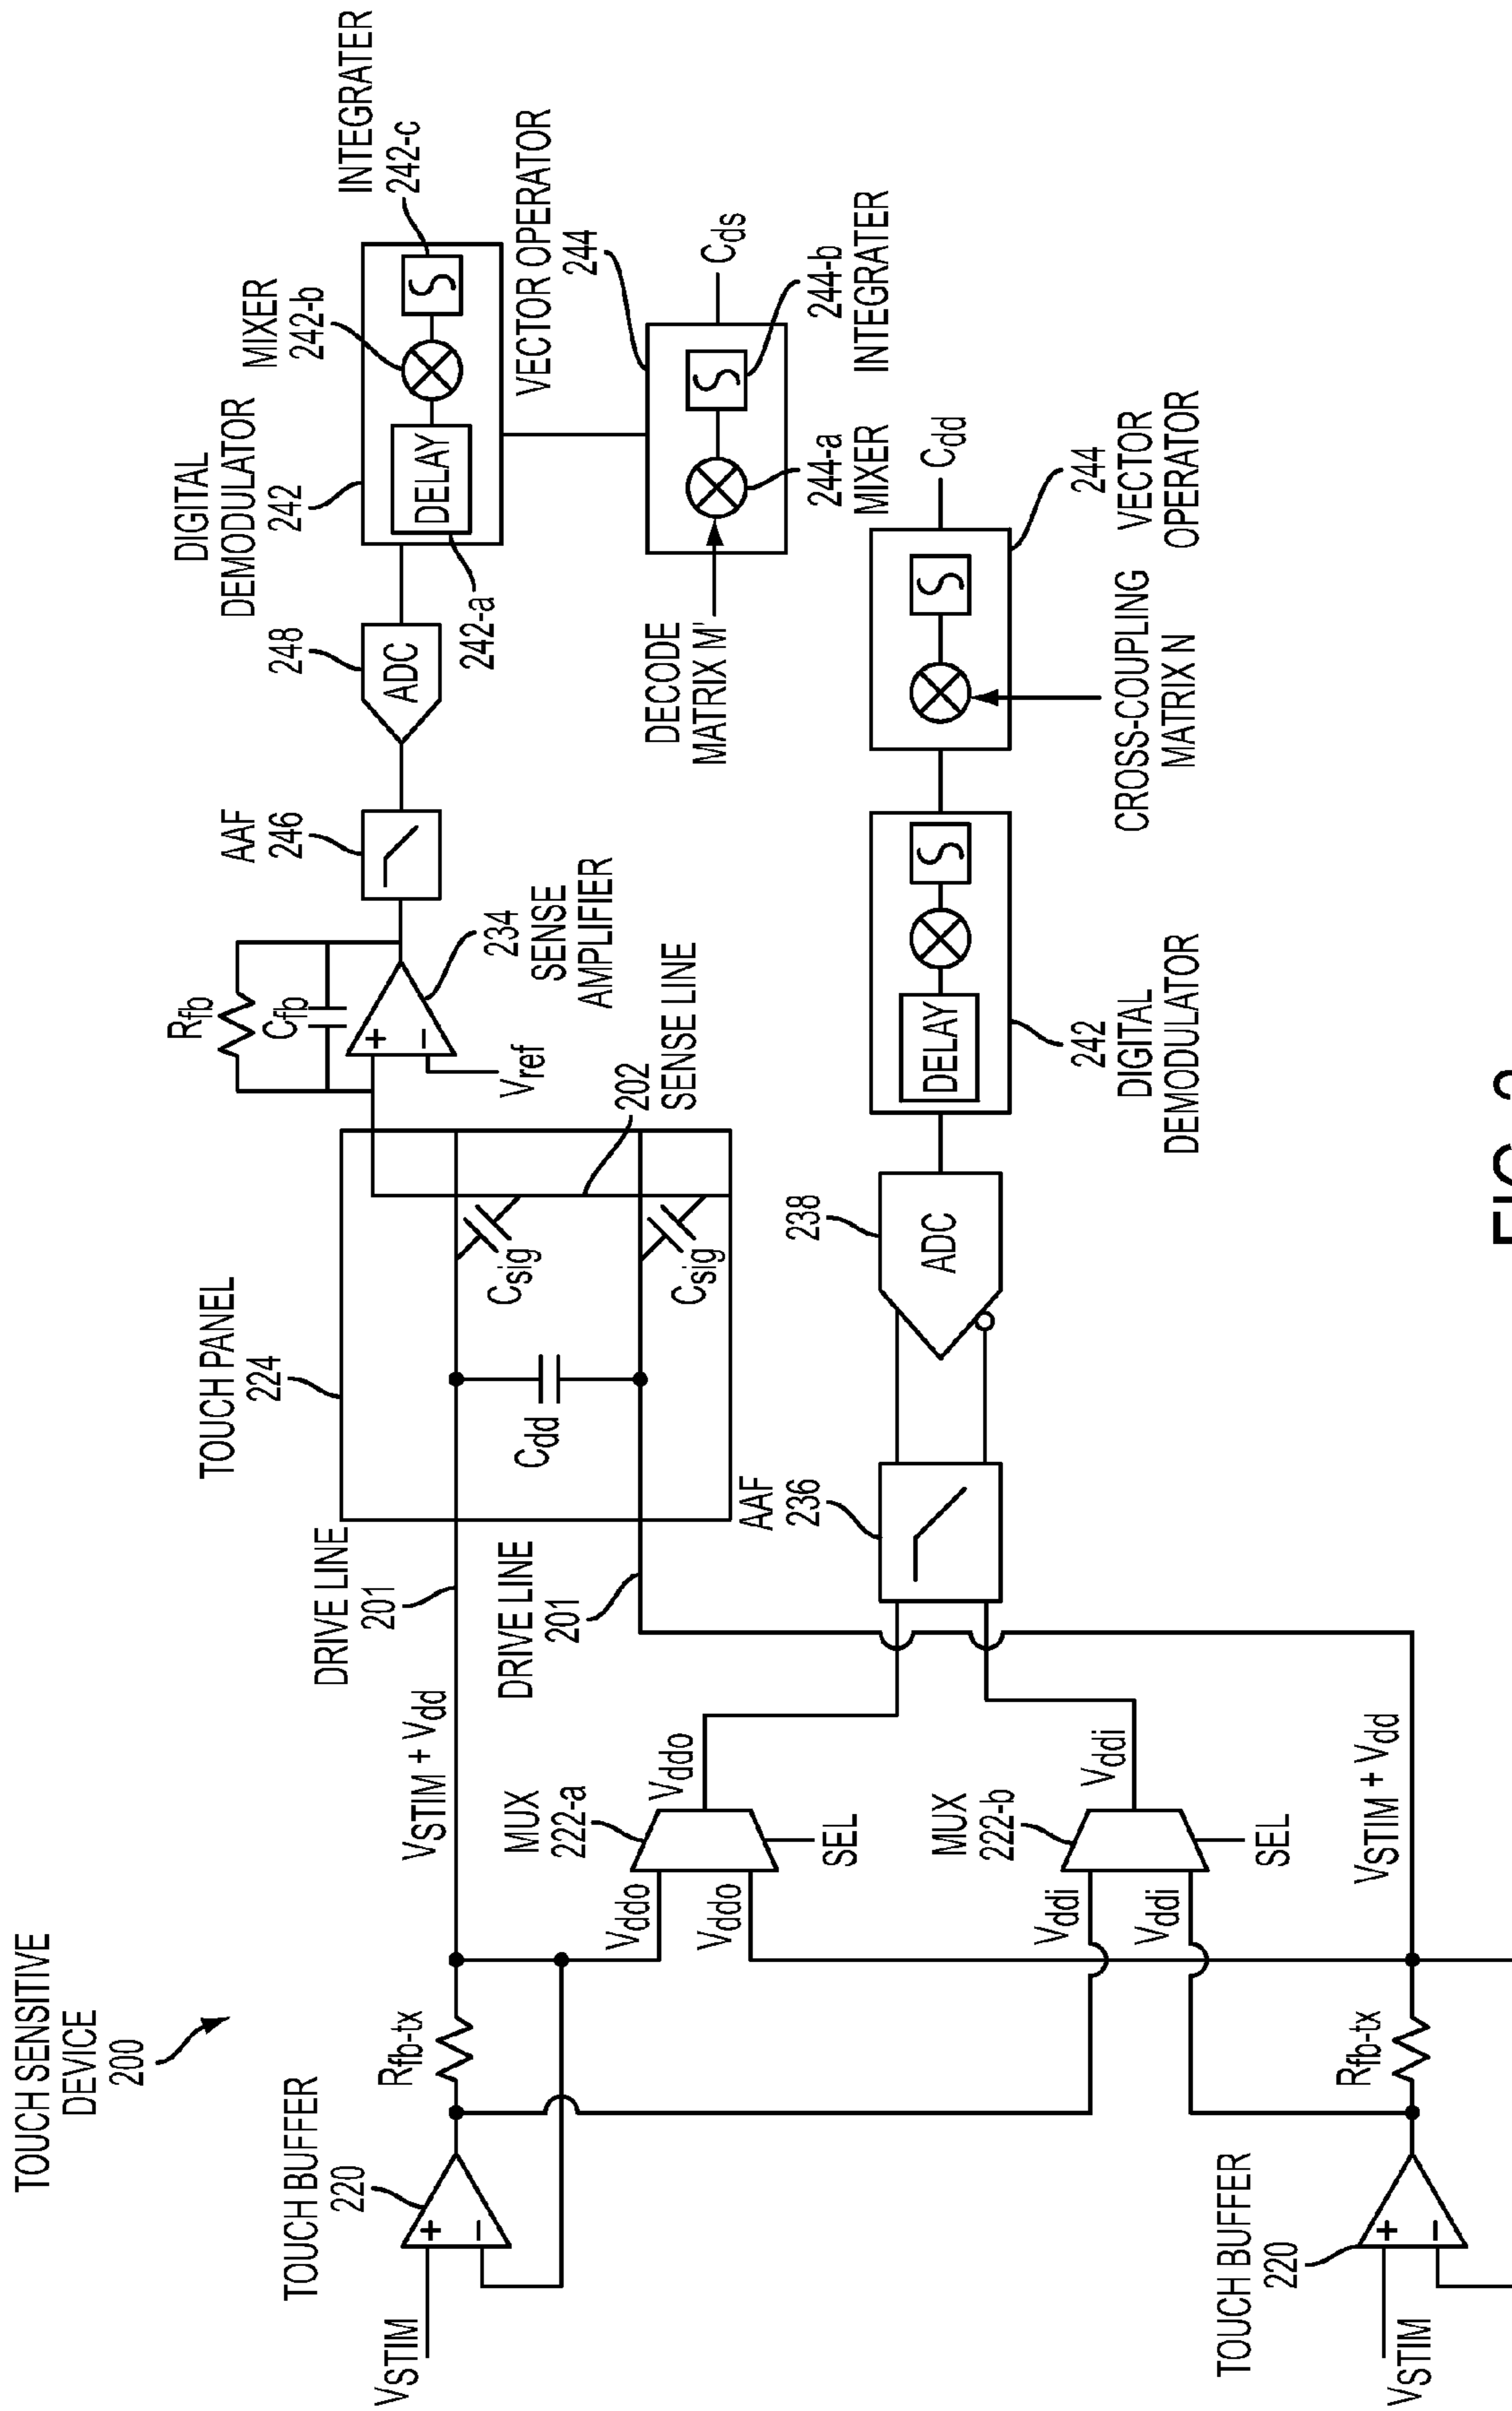 TOUCH SENSITIVE
DEVICE
200
TOUCH BUFFER
220
VSTIM
+
−
Rfb-tx
VSTIM + Vdd
DRIVE LINE
201
DRIVE LINE
201
TOUCH PANEL
224
Cdd
Csig
Csig
202
SENSE LINE
Rfb
Cfb
+
−
Vref
234
SENSE
AMPLIFIER
AAF
246
248
ADC
DIGITAL
DEMODULATOR
242
DELAY
242-a
MIXER
242-b
INTEGRATER
242-c
VECTOR OPERATOR
244
DECODE
MATRIX M'
244-a
MIXER
244-b
INTEGRATER
Cds
Vddo
Vddo
MUX
222-a
Vddo
SEL
Vddi
Vddi
MUX
222-b
Vddi
SEL
AAF
236
238
ADC
DELAY
242
DIGITAL
DEMODULATOR
CROSS-COUPLING
MATRIX N
244
VECTOR
OPERATOR
Cdd
TOUCH BUFFER
220
VSTIM
+
−
Rfb-tx
VSTIM + Vdd